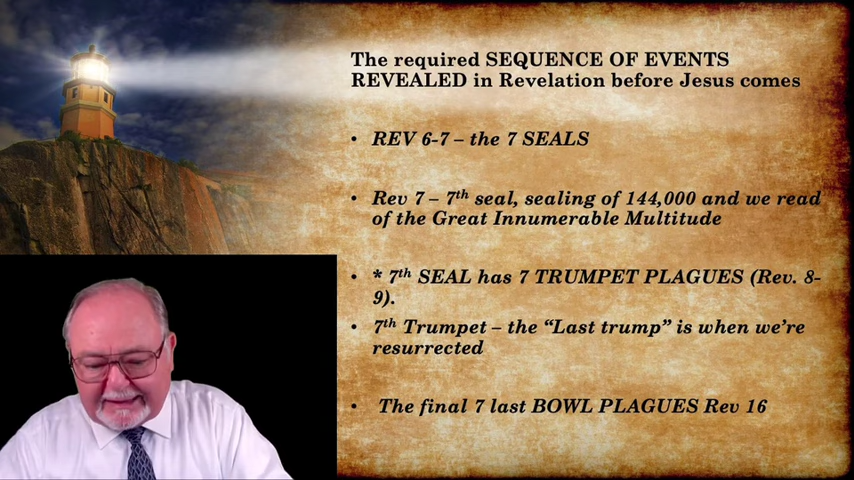 The required SEQUENCE OF EVENTS
REVEALED in Revelation before Jesus comes
• REV 6-7 – the 7 SEALS
• Rev 7 – 7th seal, sealing of 144,000 and we read
of the Great Innumerable Multitude
• * 7th SEAL has 7 TRUMPET PLAGUES (Rev. 8-
9).
• 7th Trumpet – the “Last trump” is when we’re
resurrected
• The final 7 last BOWL PLAGUES Rev 16